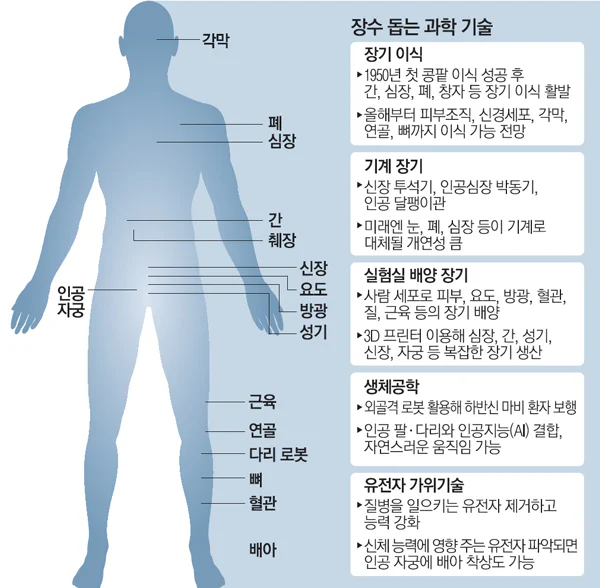 각막
폐
심장
간
췌장
신장
요도
방광
성기
인공
자궁
근육
연골
다리 로봇
뼈
혈관
배아
장수 돕는 과학 기술
장기 이식
▸1950년 첫 콩팥 이식 성공 후
간, 심장, 폐, 창자 등 장기 이식 활발
▸올해부터 피부조직, 신경세포, 각막,
연골, 뼈까지 이식 가능 전망
기계 장기
▸신장 투석기, 인공심장 박동기,
인공 달팽이관
▸미래엔 눈, 폐, 심장 등이 기계로
대체될 개연성 큼
실험실 배양 장기
▸사람 세포로 피부, 요도, 방광, 혈관,
질, 근육 등의 장기 배양
▸3D 프린터 이용해 심장, 간, 성기,
신장, 자궁 등 복잡한 장기 생산
생체공학
▸외골격 로봇 활용해 하반신 마비 환자 보행
▸인공 팔·다리와 인공지능(AI) 결합,
자연스러운 움직임 가능
유전자 가위기술
▸질병을 일으키는 유전자 제거하고
능력 강화
▸신체 능력에 영향 주는 유전자 파악되면
인공 자궁에 배아 착상도 가능